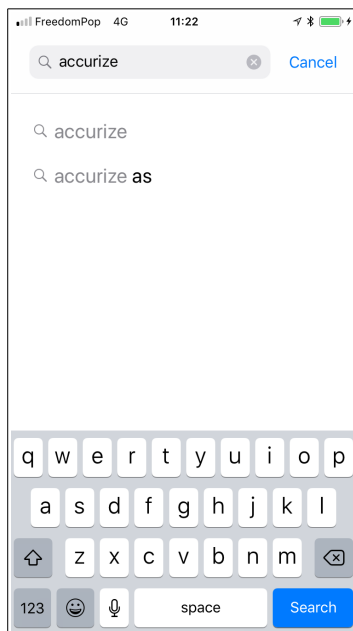 FreedomPop 4G 11:22
accurize Cancel
accurize
accurize as
q w e r t y u i o p
a s d f g h j k l
z x c v b n m
123 space Search